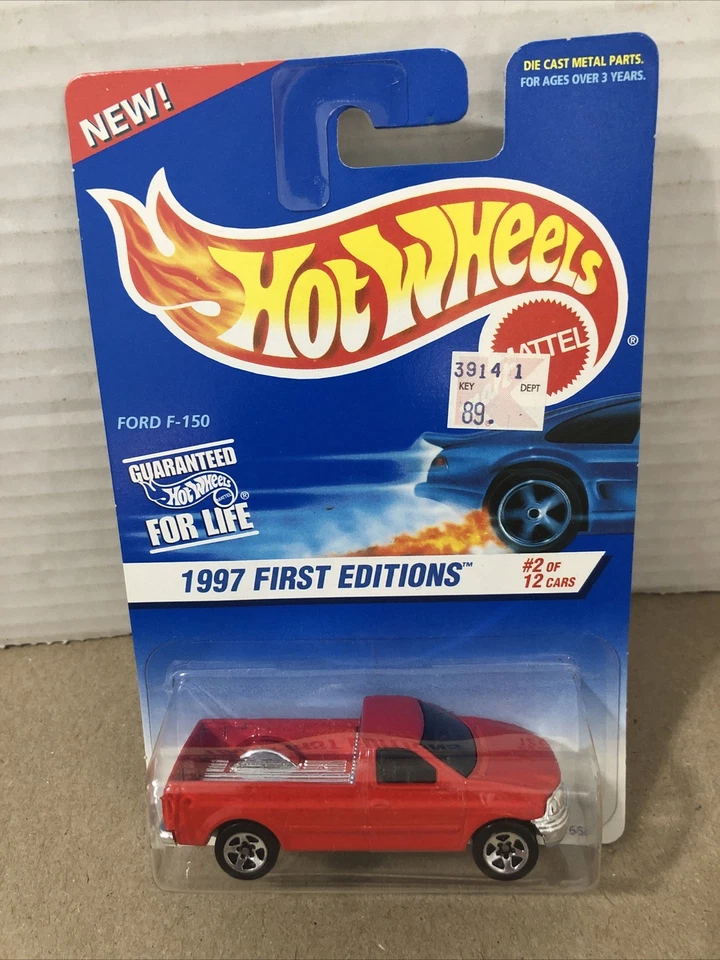 NEW!
DIE CAST METAL PARTS.
FOR AGES OVER 3 YEARS.
HOT WHEELS
MATTEL
®
3914 1
KEY DEPT
89.
FORD F-150
GUARANTEED
HOT WHEELS
MATTEL
®
FOR LIFE
1997 FIRST EDITIONS™
#2 OF
12 CARS